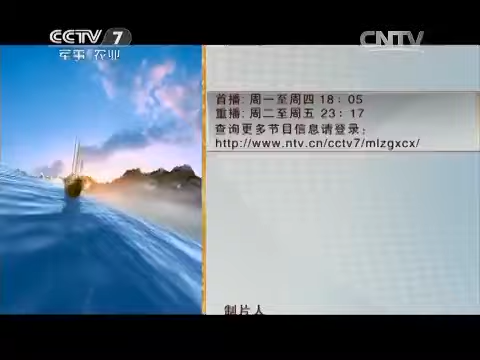 CCTV 7
军事·农业
CNTV
首播: 周一至周四 18:05
重播: 周二至周五 23:17
查询更多节目信息请登录:
http://www.ntv.cn/cctv7/mlzgxcx/
制片人